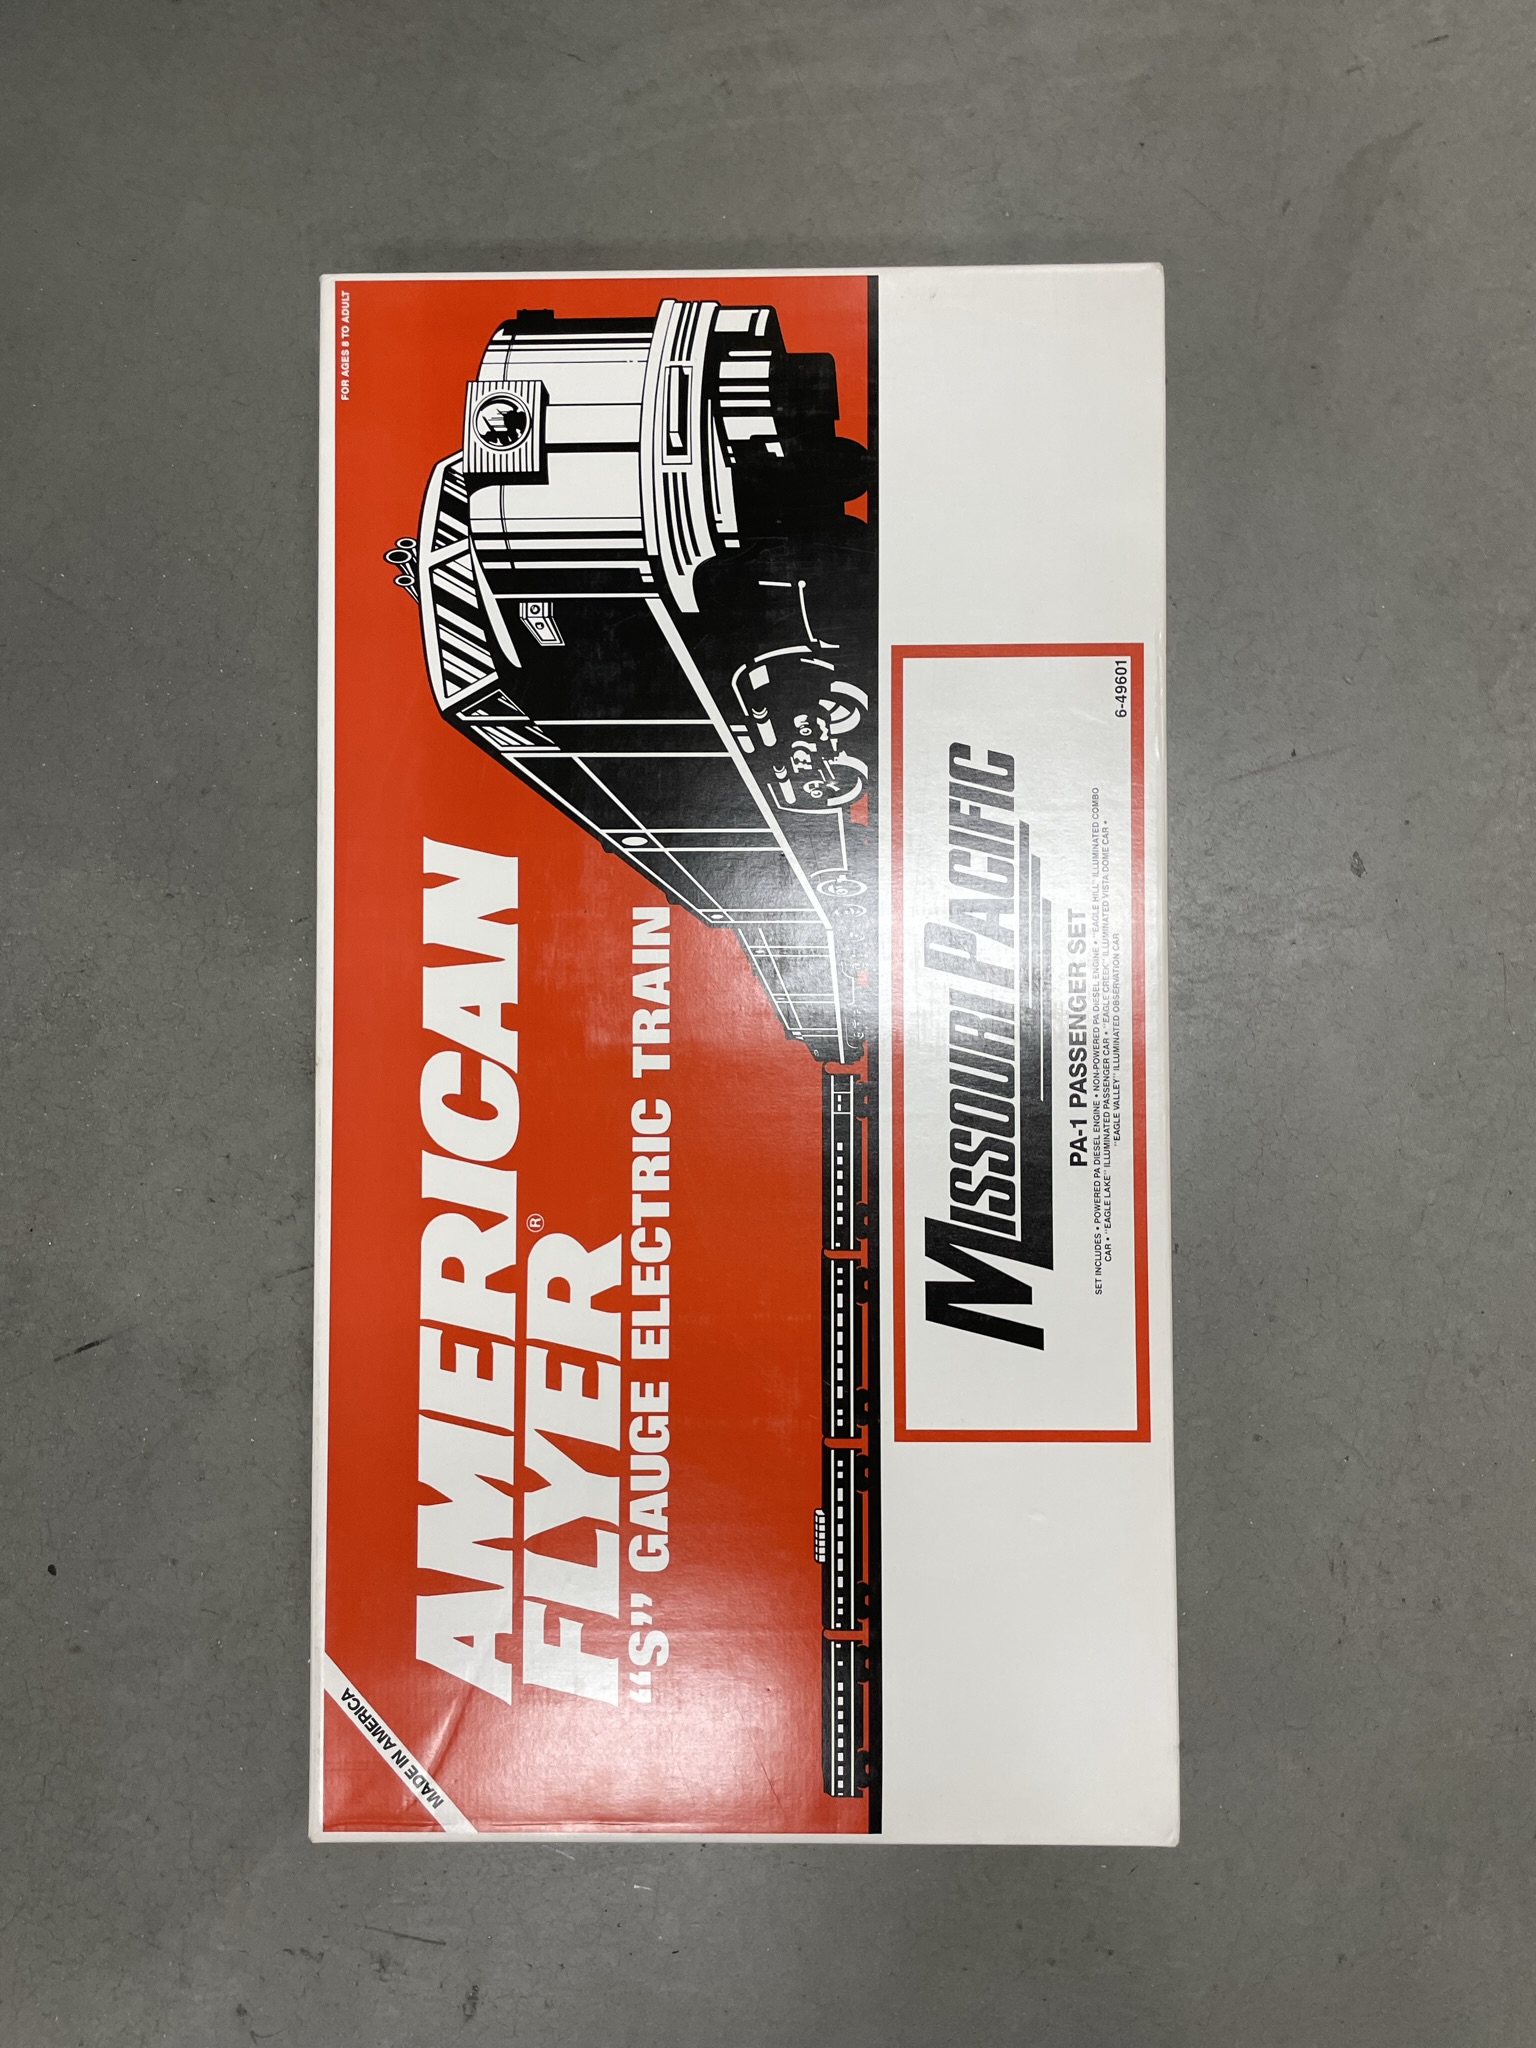 MADE IN AMERICA
FOR AGES 8 TO ADULT
AMERICAN
FLYER®
"S" GAUGE ELECTRIC TRAIN
MISSOURI PACIFIC
PA-1 PASSENGER SET
SET INCLUDES • POWERED PA DIESEL ENGINE • NON-POWERED PA DIESEL ENGINE • "EAGLE HILL" ILLUMINATED COMBO
CAR • "EAGLE LAKE" ILLUMINATED PASSENGER CAR • "EAGLE CREEK" ILLUMINATED VISTA DOME CAR •
"EAGLE VALLEY" ILLUMINATED OBSERVATION CAR
6-49601